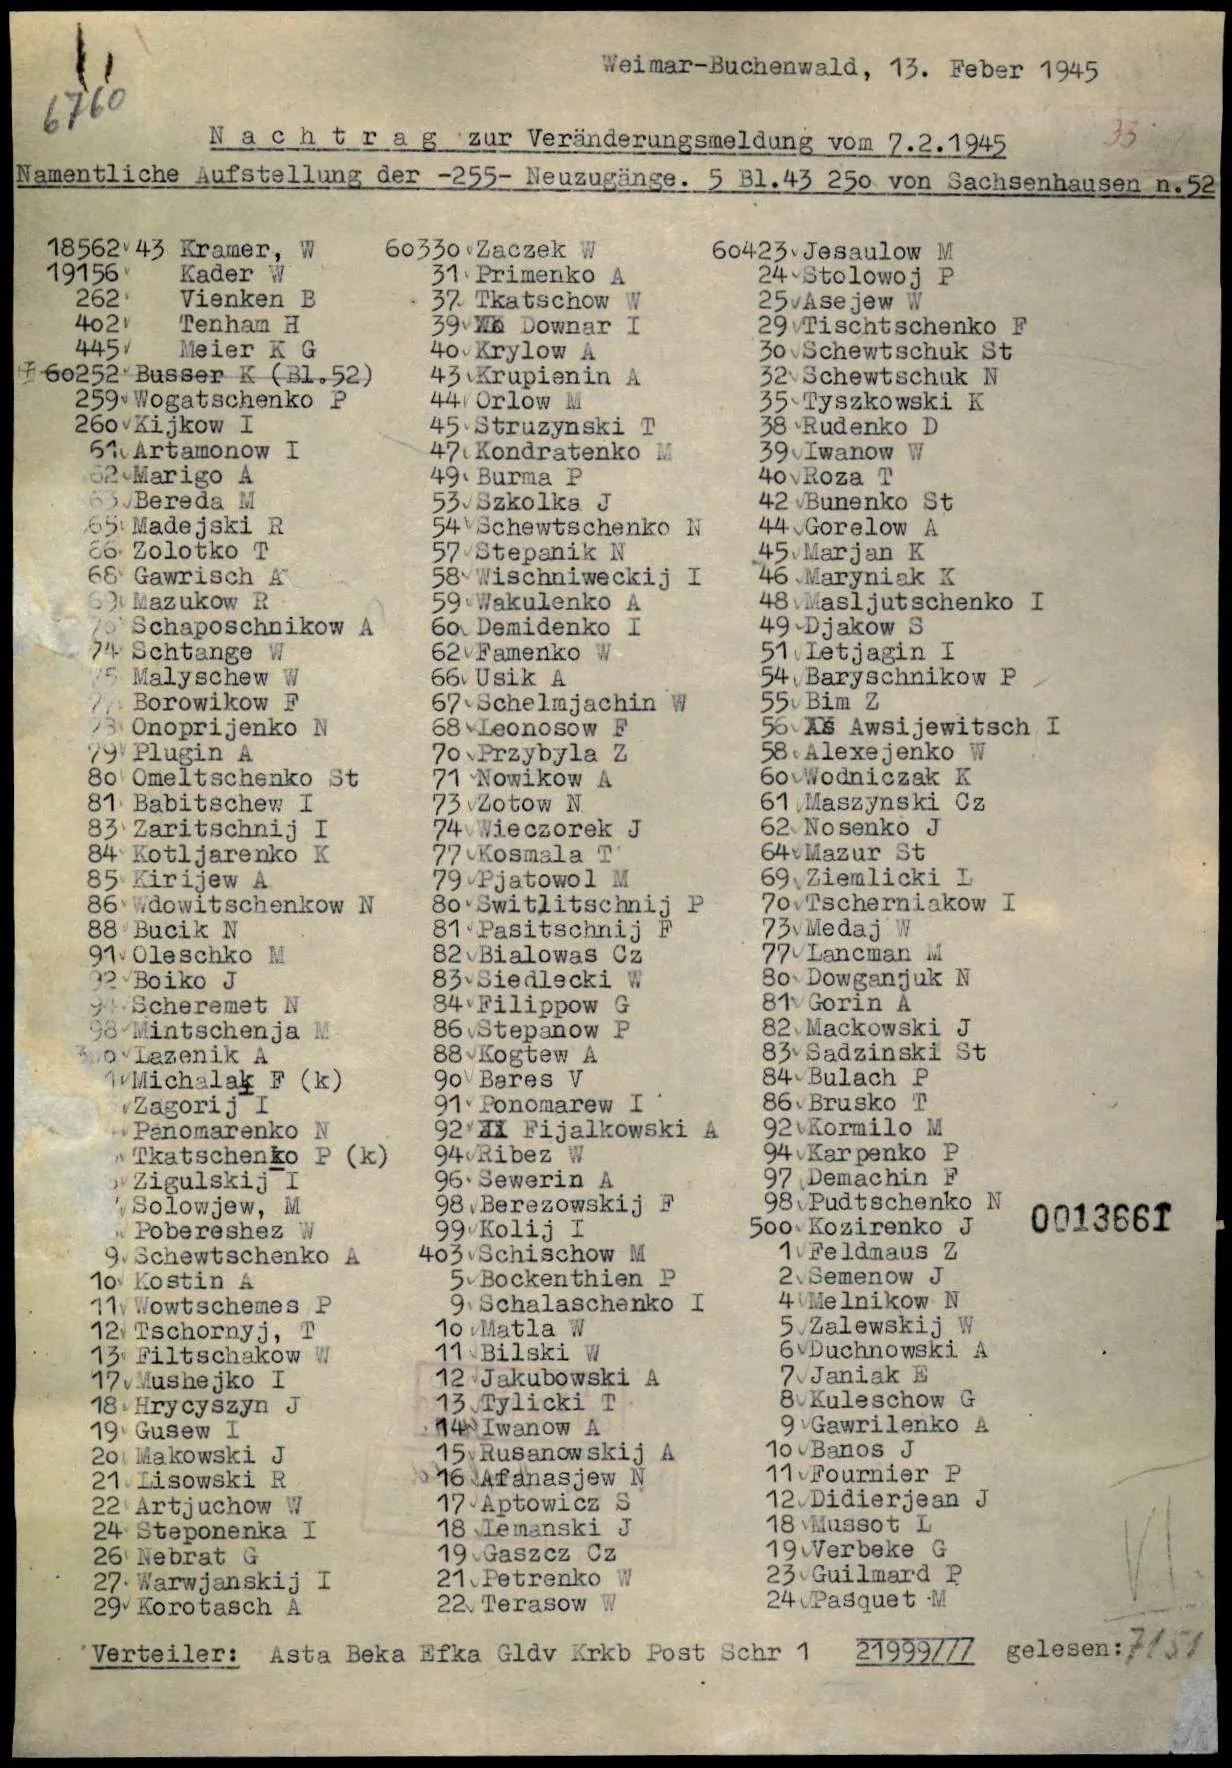 6760
Weimar-Buchenwald, 13. Feber 1945
33
N a c h t r a g zur Veränderungsmeldung vom 7.2.1945
Namentliche Aufstellung der -255- Neuzugänge. 5 Bl.43 250 von Sachsenhausen n.52
18562 43 Kramer, W
19156 Kader W
262 Vienken B
402 Tenham H
445 Meier K G
60252 Busser K (Bl.52)
259 Wogatschenko P
260 Kijkow I
61 Artamonow I
62 Marigo A
63 Bereda M
65 Madejski R
66 Zolotko T
68 Gawrisch A
69 Mazukow R
Schaposchnikow A
74 Schtange W
75 Malyschew W
Borowikow F
78 Onoprijenko N
79 Plugin A
80 Omeltschenko St
81 Babitschew I
83 Zaritschnij I
84 Kotljarenko K
85 Kirijew A
86 Wdowitschenkow N
88 Bucik N
91 Oleschko M
92 Boiko J
Scheremet N
98 Mintschenja M
300 Lazenik A
1 Michalak F (k)
Zagorij I
Panomarenko N
Tkatschenko P (k)
Zigulskij I
Solowjew, M
Pobereshez W
9 Schewtschenko A
10 Kostin A
11 Wowtschemes P
12 Tschornyj, T
13 Filtschakow W
17 Mushejko I
18 Hrycyszyn J
19 Gusew I
20 Makowski J
21 Lisowski R
22 Artjuchow W
24 Steponenka I
26 Nebrat G
27 Warwjanskij I
29 Korotasch A
60330 Zaczek W
31 Primenko A
37 Tkatschow W
39 Downar I
40 Krylow A
43 Krupienin A
44 Orlow M
45 Struzynski T
47 Kondratenko M
49 Burma P
53 Szkolka J
54 Schewtschenko N
57 Stepanik N
58 Wischniweckij I
59 Wakulenko A
60 Demidenko I
62 Famenko W
66 Usik A
67 Schelmjachin W
68 Leonosow F
70 Przybyla Z
71 Nowikow A
73 Zotow N
74 Wieczorek J
77 Kosmala T
79 Pjatowol M
80 Switlitschnij P
81 Pasitschnij F
82 Bialowas Cz
83 Siedlecki W
84 Filippow G
86 Stepanow P
88 Kogtew A
90 Bares V
91 Ponomarew I
92 Fijalkowski A
94 Ribez W
96 Sewerin A
98 Berezowskij F
99 Kolij I
403 Schischow M
5 Bockenthien P
9 Schalaschenko I
10 Matla W
11 Bilski W
12 Jakubowski A
13 Tylicki T
14 Iwanow A
15 Rusanowskij A
16 Afanasjew N
17 Aptowicz S
18 Lemanski J
19 Gaszcz Cz
21 Petrenko W
22 Terasow W
60423 Jesaulow M
24 Stolowoj P
25 Asejew W
29 Tischtschenko F
30 Schewtschuk St
32 Schewtschuk N
35 Tyszkowski K
38 Rudenko D
39 Iwanow W
40 Roza T
42 Bunenko St
44 Gorelow A
45 Marjan K
46 Maryniak K
48 Masljutschenko I
49 Djakow S
51 Letjagin I
54 Baryschnikow P
55 Bim Z
56 Awsijewitsch I
58 Alexejenko W
60 Wodniczak K
61 Maszynski Cz
62 Nosenko J
64 Mazur St
69 Ziemlicki L
70 Tscherniakow I
73 Medaj W
77 Lancman M
80 Dowganjuk N
81 Gorin A
82 Mackowski J
83 Sadzinski St
84 Bulach P
86 Brusko T
92 Kormilo M
94 Karpenko P
97 Demachin F
98 Pudtschenko N
500 Kozirenko J
1 Feldmaus Z
2 Semenow J
4 Melnikow N
5 Zalewskij W
6 Duchnowski A
7 Janiak E
8 Kuleschow G
9 Gawrilenko A
10 Banos J
11 Fournier P
12 Didierjean J
18 Mussot L
19 Verbeke G
23 Guilmard P
24 Pasquet M
0013661
VI.
Verteiler: Asta Beka Efka Gldv Krkb Post Schr 1 21999/77 gelesen: 7151